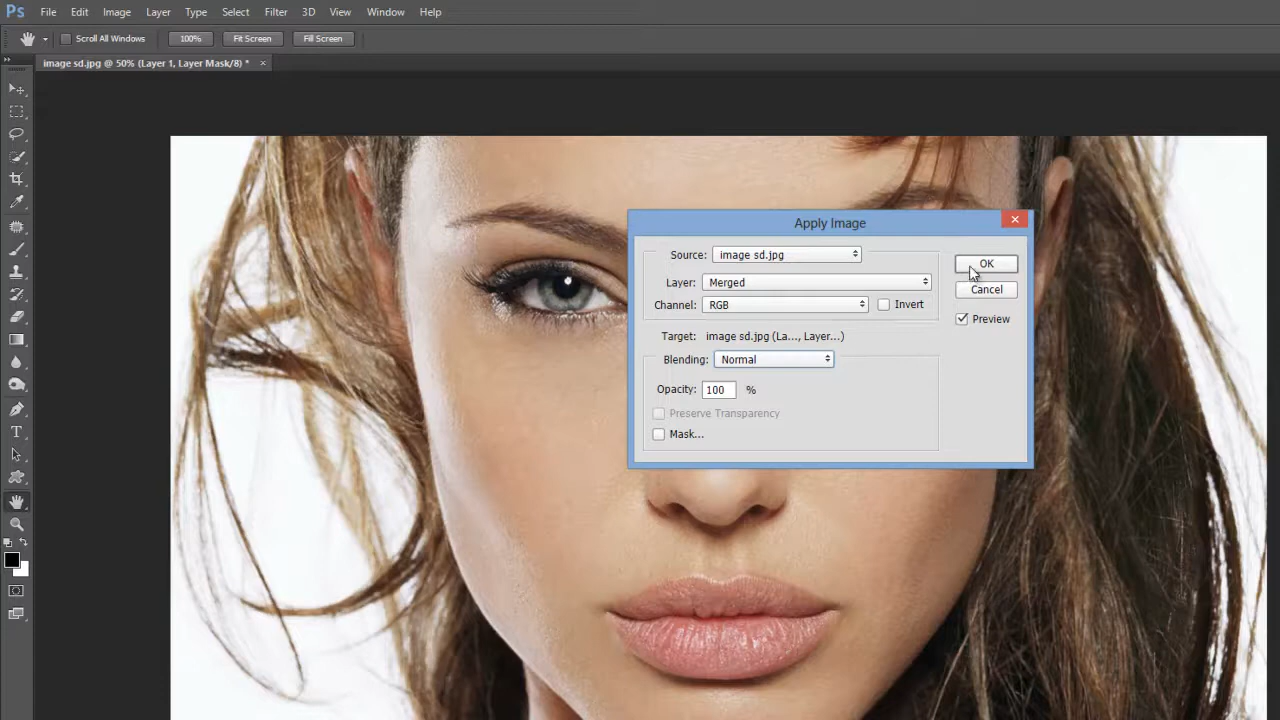 Ps File Edit Image Layer Type Select Filter 3D View Window Help
Scroll All Windows 100% Fit Screen Fill Screen
image sd.jpg @ 50% (Layer 1, Layer Mask/8) * ×
Apply Image
Source: image sd.jpg
OK
Layer: Merged
Cancel
Channel: RGB Invert
Preview
Target: image sd.jpg (La..., Layer...)
Blending: Normal
Opacity: 100 %
Preserve Transparency
Mask...
T